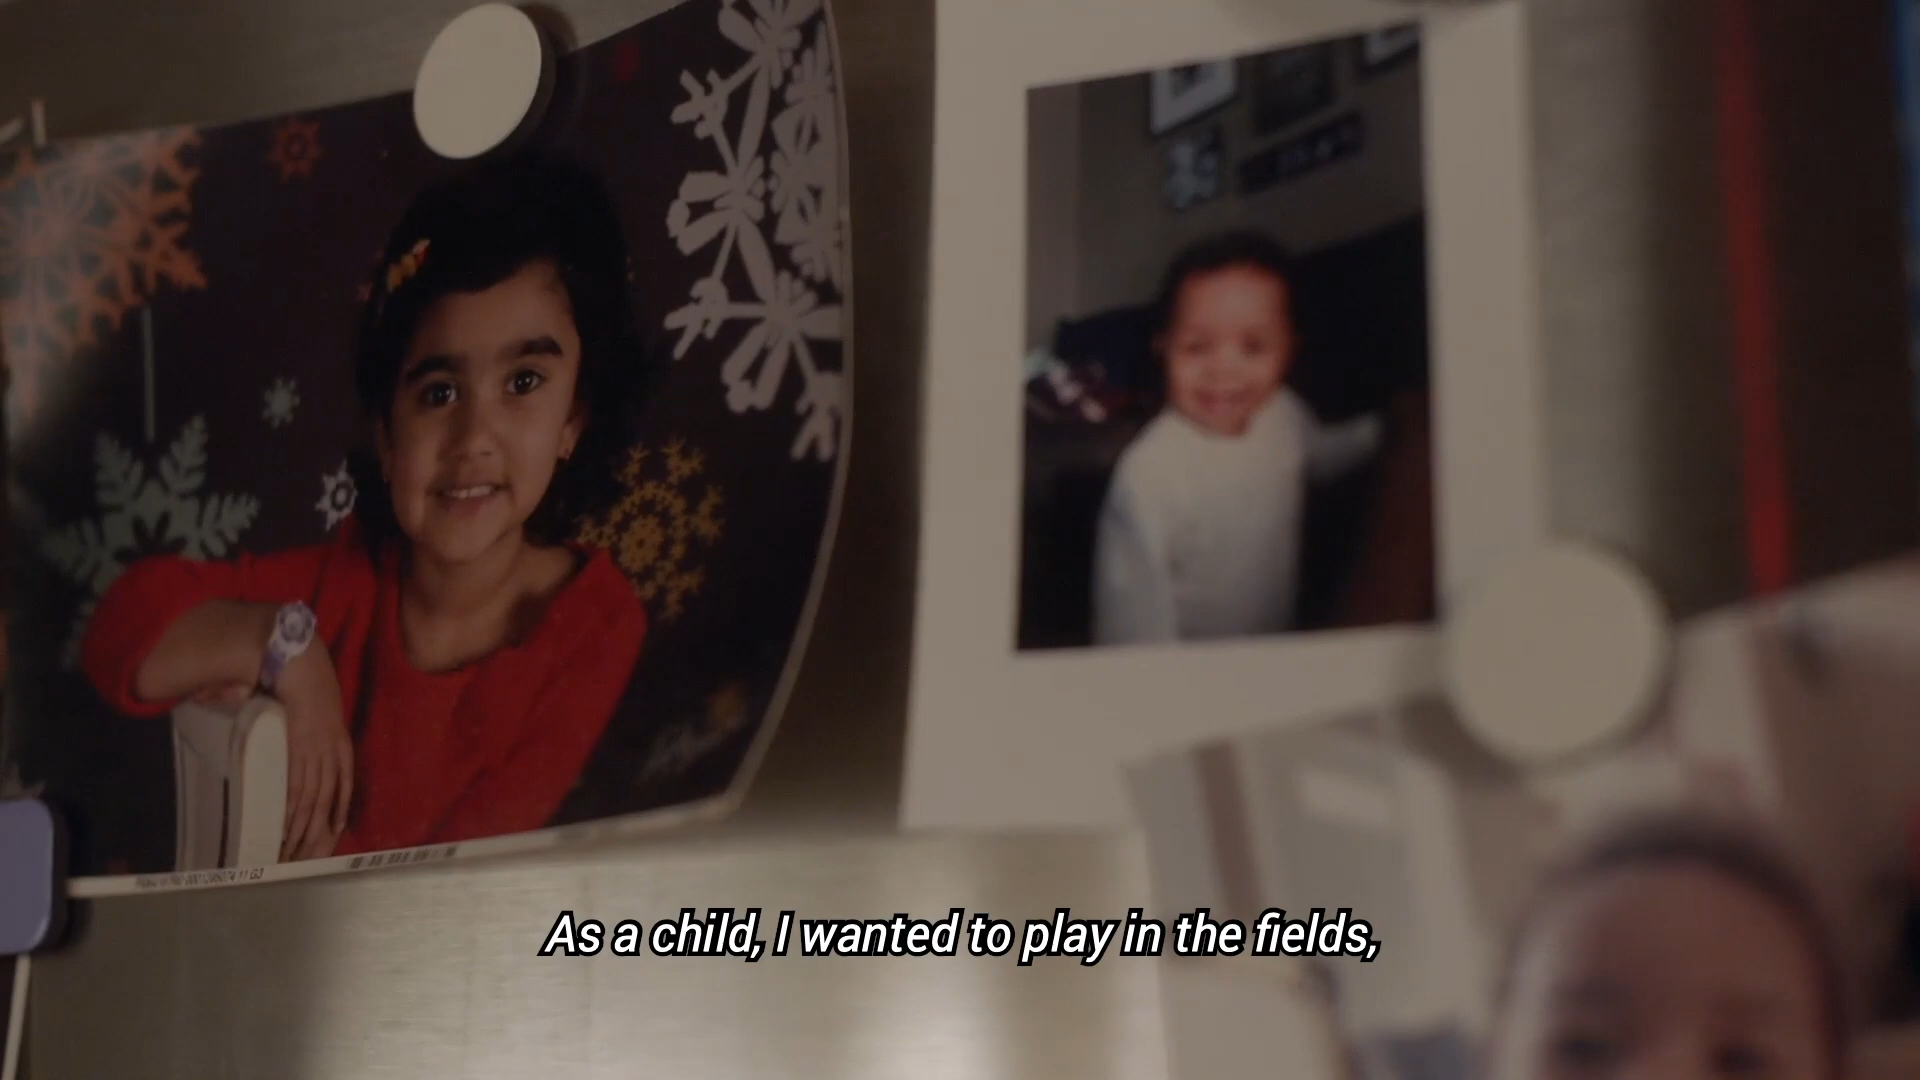 As a child, I wanted to play in the fields,